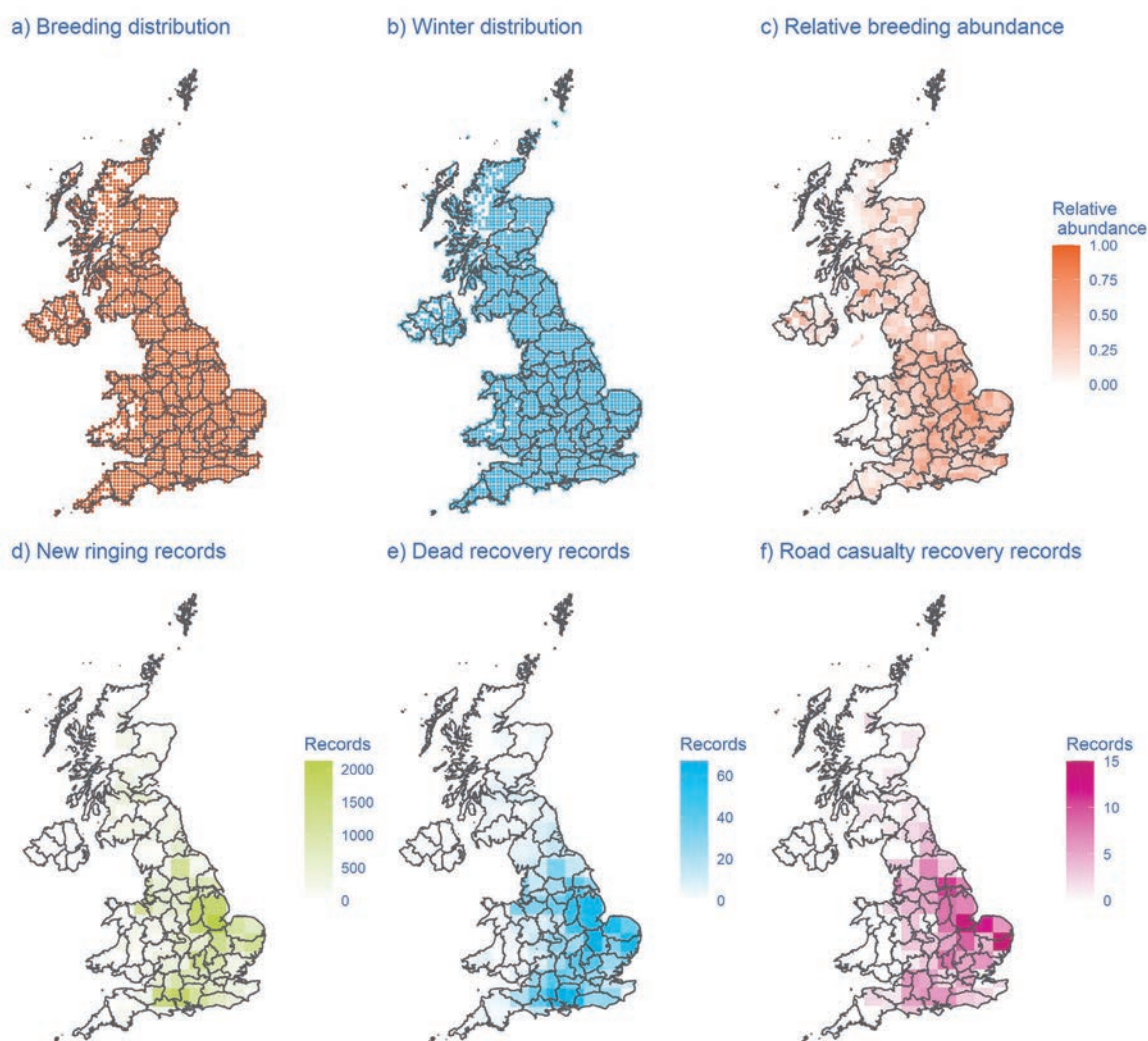 a) Breeding distribution
b) Winter distribution
c) Relative breeding abundance
Relative
abundance
1.00
0.75
0.50
0.25
0.00
d) New ringing records
e) Dead recovery records
f) Road casualty recovery records
Records
2000
1500
1000
500
0
Records
60
40
20
0
Records
15
10
5
0